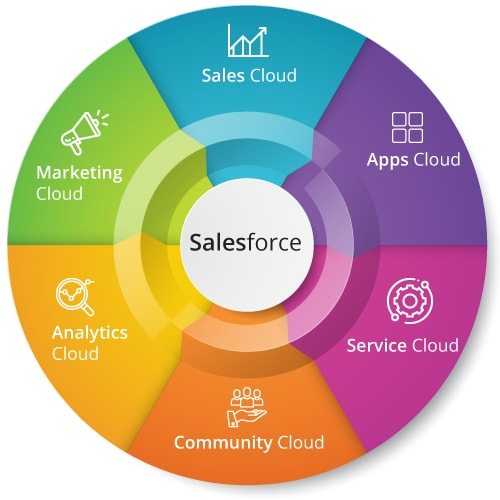 Sales Cloud
Apps Cloud
Marketing
Cloud
Salesforce
Analytics
Cloud
Service Cloud
Community Cloud